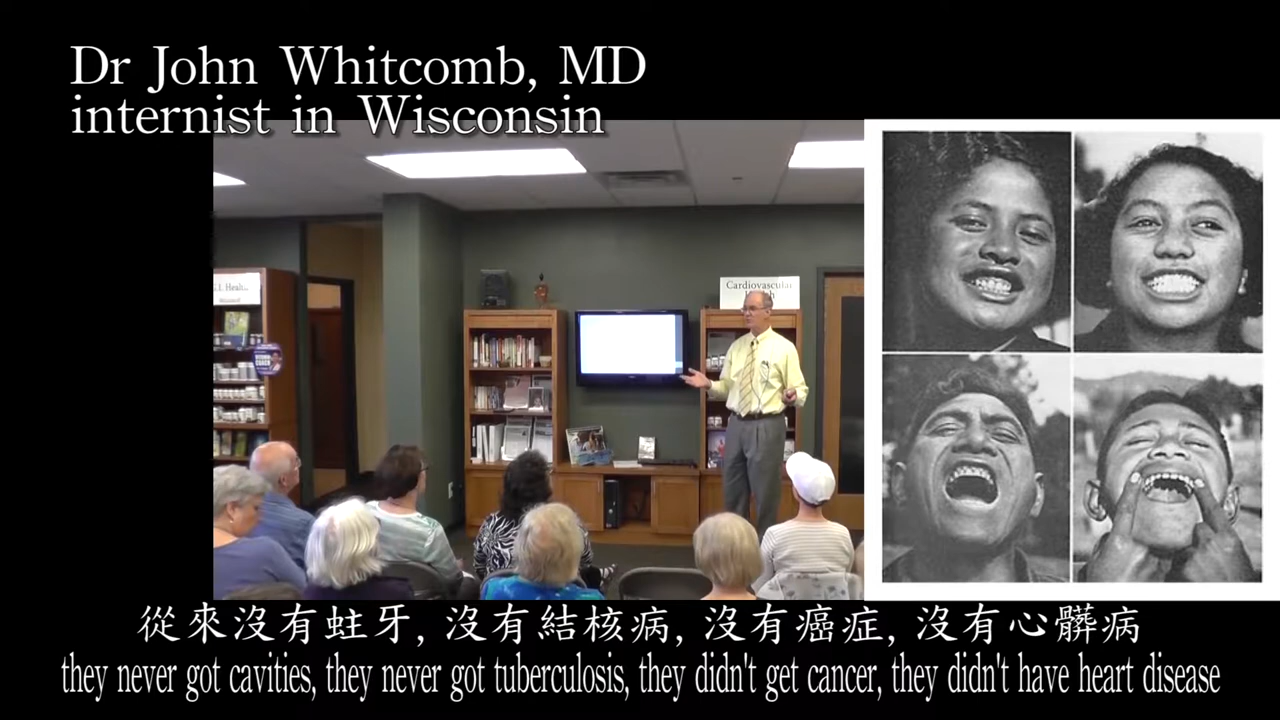 Dr John Whitcomb, MD
internist in Wisconsin
Cardiovascular
從來沒有蛀牙, 沒有結核病, 沒有癌症, 沒有心髒病
they never got cavities, they never got tuberculosis, they didn't get cancer, they didn't have heart disease